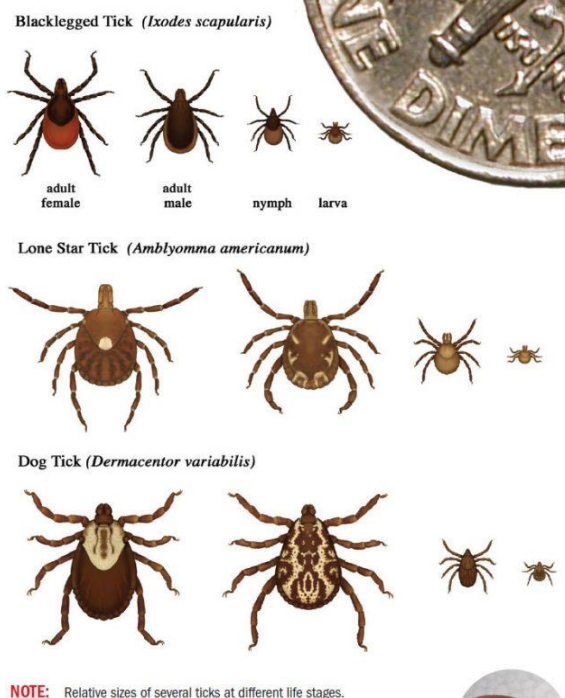 Blacklegged Tick (Ixodes scapularis)
adult female
adult male
nymph
larva
Lone Star Tick (Amblyomma americanum)
Dog Tick (Dermacentor variabilis)
NOTE: Relative sizes of several ticks at different life stages.
DIME